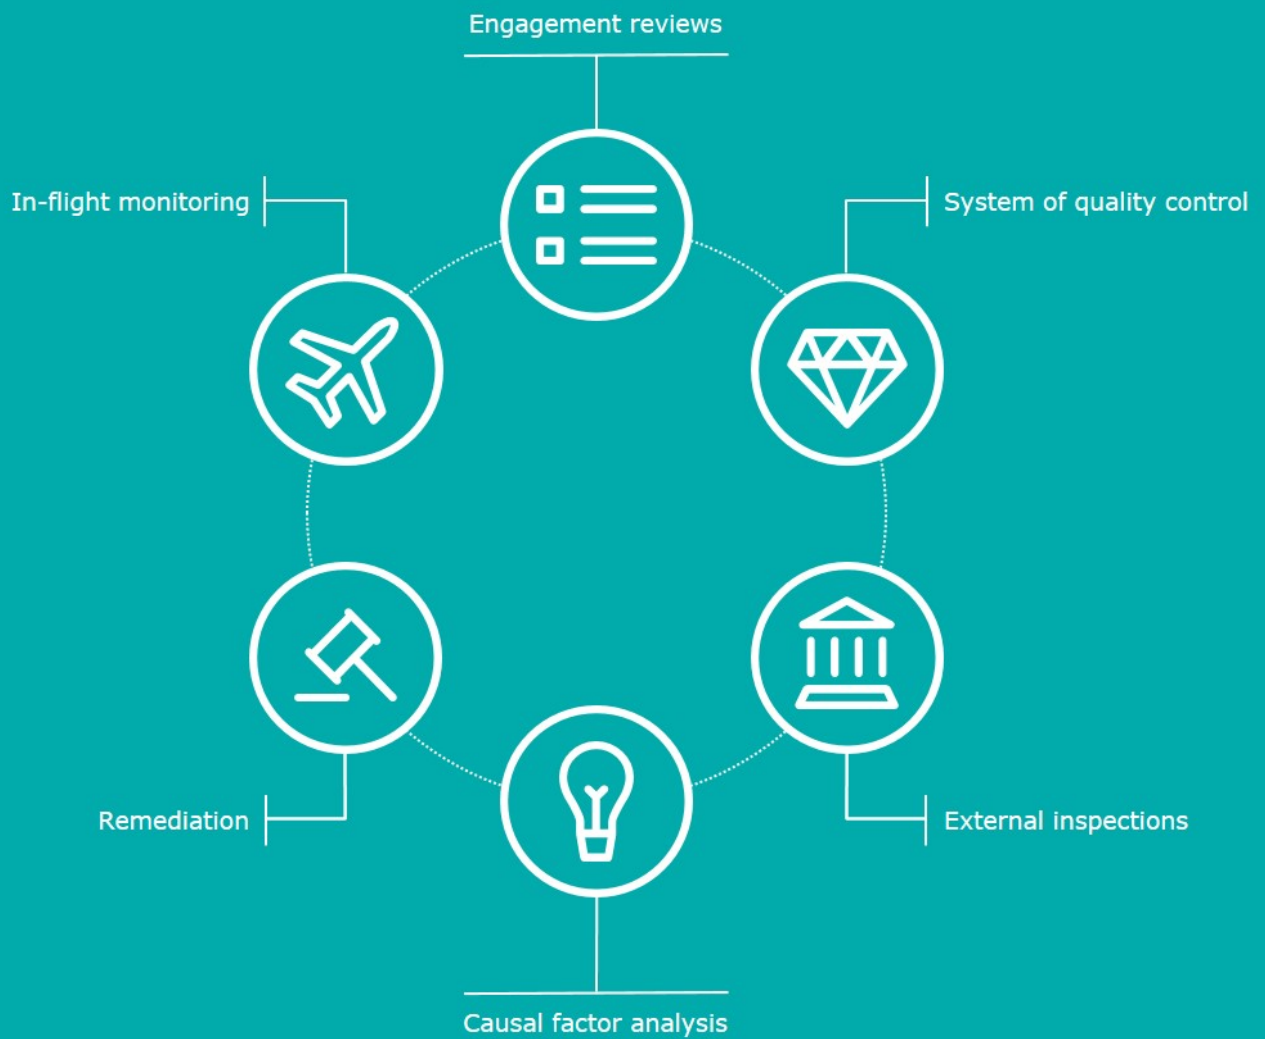 Engagement reviews
In-flight monitoring
System of quality control
Remediation
External inspections
Causal factor analysis